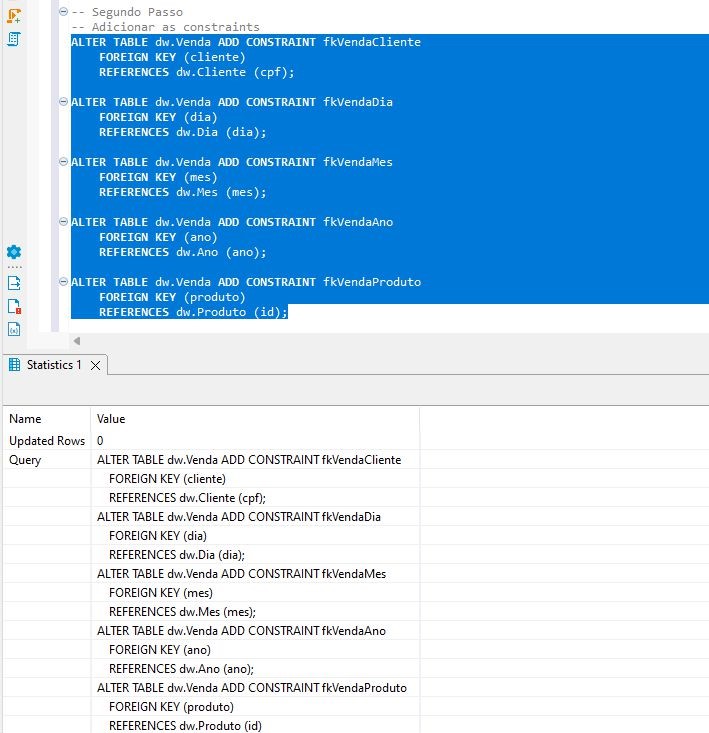 -- Segundo Passo
-- Adicionar as constraints
ALTER TABLE dw.Venda ADD CONSTRAINT fkVendaCliente
    FOREIGN KEY (cliente)
    REFERENCES dw.Cliente (cpf);
ALTER TABLE dw.Venda ADD CONSTRAINT fkVendaDia
    FOREIGN KEY (dia)
    REFERENCES dw.Dia (dia);
ALTER TABLE dw.Venda ADD CONSTRAINT fkVendaMes
    FOREIGN KEY (mes)
    REFERENCES dw.Mes (mes);
ALTER TABLE dw.Venda ADD CONSTRAINT fkVendaAno
    FOREIGN KEY (ano)
    REFERENCES dw.Ano (ano);
ALTER TABLE dw.Venda ADD CONSTRAINT fkVendaProduto
    FOREIGN KEY (produto)
    REFERENCES dw.Produto (id);
Statistics 1
Name Value
Updated Rows 0
Query ALTER TABLE dw.Venda ADD CONSTRAINT fkVendaCliente
    FOREIGN KEY (cliente)
    REFERENCES dw.Cliente (cpf);
ALTER TABLE dw.Venda ADD CONSTRAINT fkVendaDia
    FOREIGN KEY (dia)
    REFERENCES dw.Dia (dia);
ALTER TABLE dw.Venda ADD CONSTRAINT fkVendaMes
    FOREIGN KEY (mes)
    REFERENCES dw.Mes (mes);
ALTER TABLE dw.Venda ADD CONSTRAINT fkVendaAno
    FOREIGN KEY (ano)
    REFERENCES dw.Ano (ano);
ALTER TABLE dw.Venda ADD CONSTRAINT fkVendaProduto
    FOREIGN KEY (produto)
    REFERENCES dw.Produto (id)